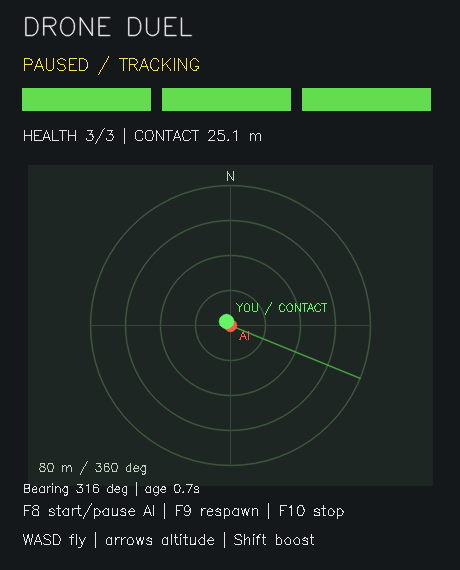 DRONE DUEL
PAUSED / TRACKING
HEALTH 3/3 | CONTACT 25.1 m
N
YOU / CONTACT
AI
80 m / 360 deg
Bearing 316 deg | age 0.7s
F8 start/pause AI | F9 respawn | F10 stop
WASD fly | arrows altitude | Shift boost